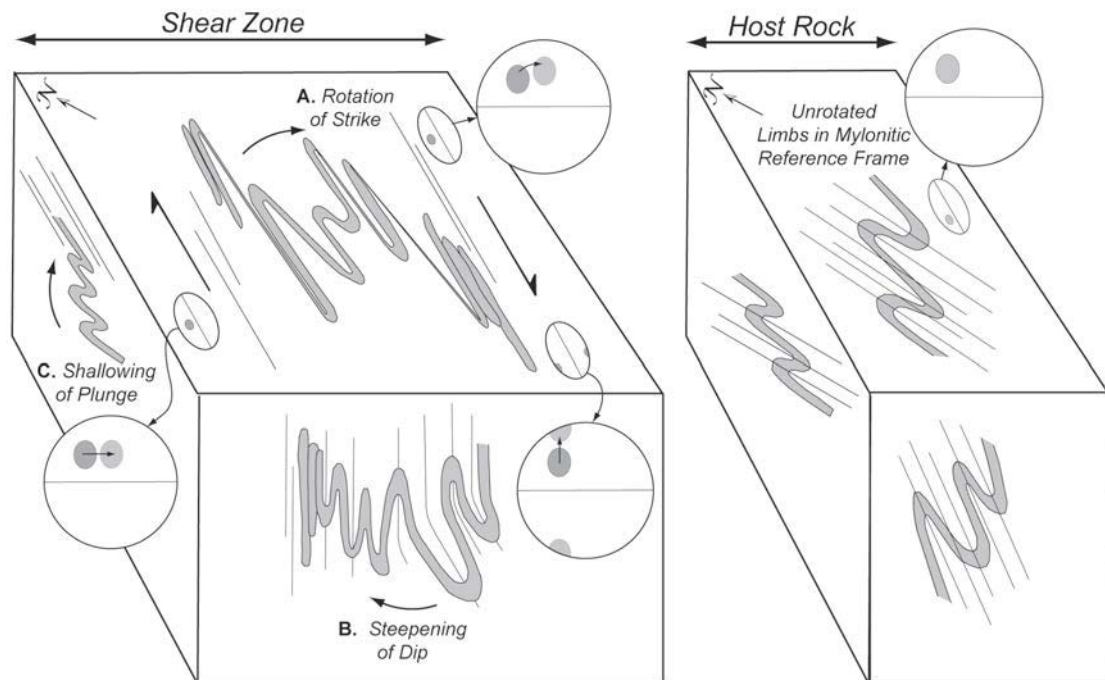 Shear Zone
Host Rock
N
A. Rotation
of Strike
N
Unrotated
Limbs in Mylonitic
Reference Frame
C. Shallowing
of Plunge
B. Steepening
of Dip